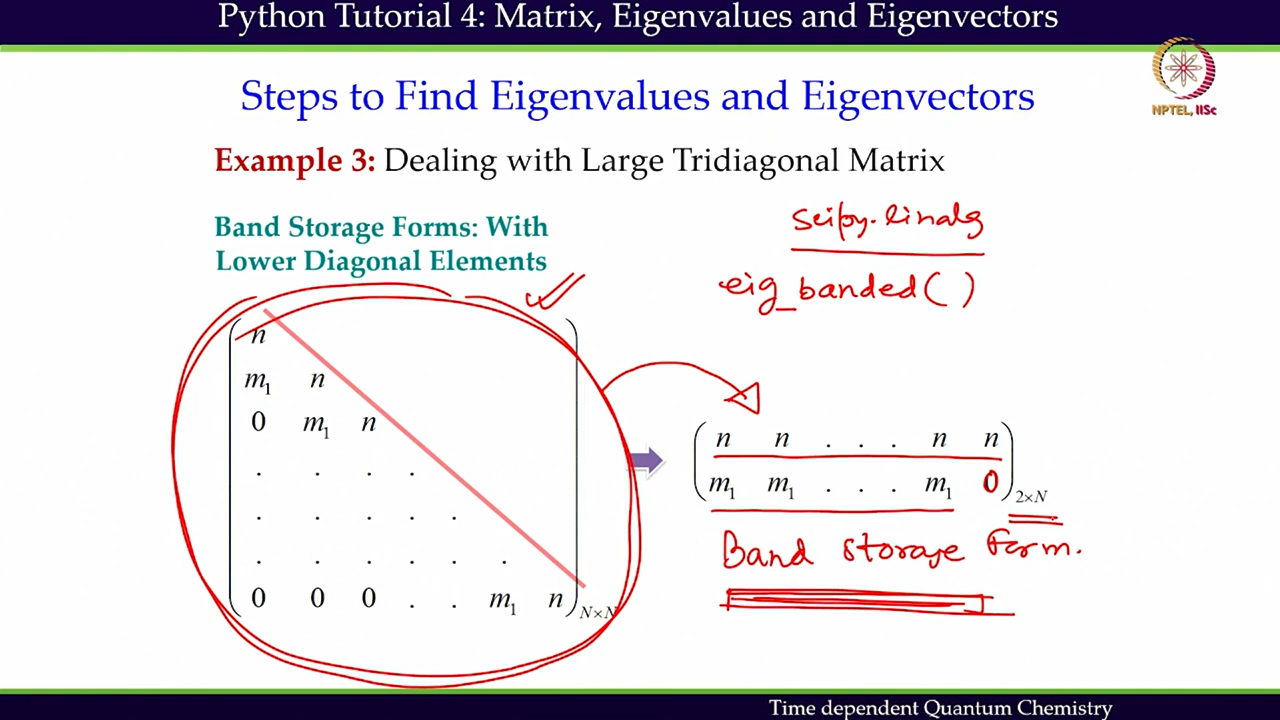 Python Tutorial 4: Matrix, Eigenvalues and Eigenvectors
NPTEL, IISc
Steps to Find Eigenvalues and Eigenvectors
Example 3: Dealing with Large Tridiagonal Matrix
Band Storage Forms: With
Lower Diagonal Elements
scipy.linalg
eig_banded( )
n
m₁ n
0 m₁ n
. . . .
. . . . .
. . . . . .
0 0 0 . . m₁ n
N×N
n n . . . n n
m₁ m₁ . . . m₁ 0
2×N
Band storage form.
Time dependent Quantum Chemistry